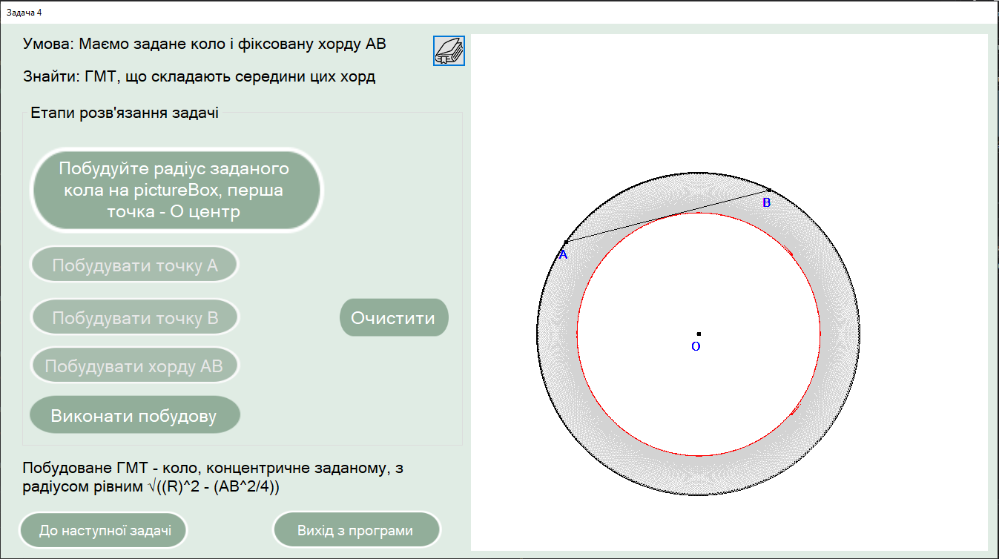 Задача 4
Умова: Маємо задане коло і фіксовану хорду АВ
Знайти: ГМТ, що складають середини цих хорд
Етапи розв'язання задачі
Побудуйте радіус заданого
кола на pictureBox, перша
точка - О центр
Побудувати точку А
Побудувати точку В
Побудувати хорду АВ
Очистити
Виконати побудову
Побудоване ГМТ - коло, концентричне заданому, з
радіусом рівним √((R)^2 - (AB^2/4))
До наступної задачі
Вихід з програми
A
B
O